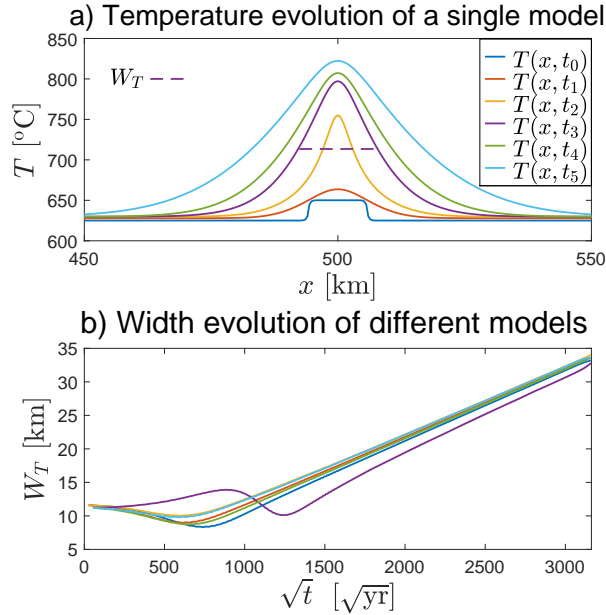 a) Temperature evolution of a single model
T [°C]
850
800
750
700
650
600
W_T
T(x, t_0)
T(x, t_1)
T(x, t_2)
T(x, t_3)
T(x, t_4)
T(x, t_5)
450
500
550
x [km]
b) Width evolution of different models
W_T [km]
35
30
25
20
15
10
5
0
500
1000
1500
2000
2500
3000
√t [√yr]